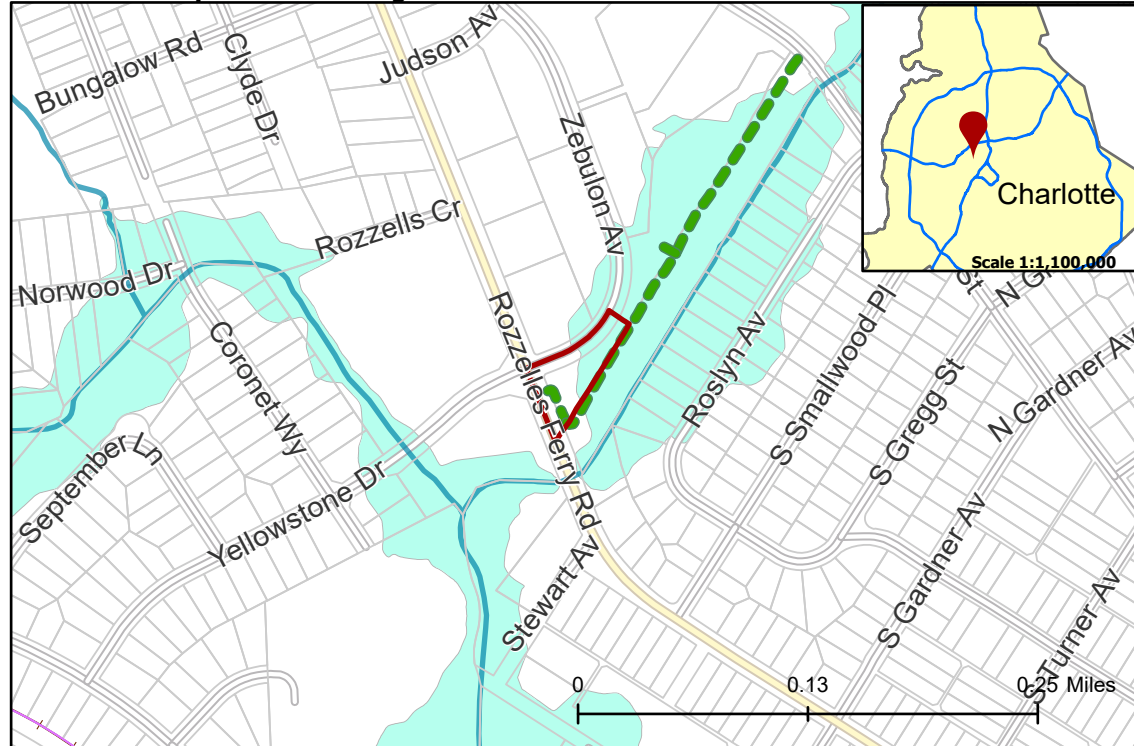 Bungalow Rd
Clyde Dr
Judson Av
Zebulon Av
Charlotte
Scale 1:1,100,000
Rozzells Cr
Norwood Dr
Rozzelles Ferry Rd
Coronet Wy
Roslyn Av
S Smallwood Pl
St
S Gregg St
N Gardner Av
September Ln
Yellowstone Dr
Stewart Av
S Gardner Av
S Turner Av
0
0.13
0.25 Miles